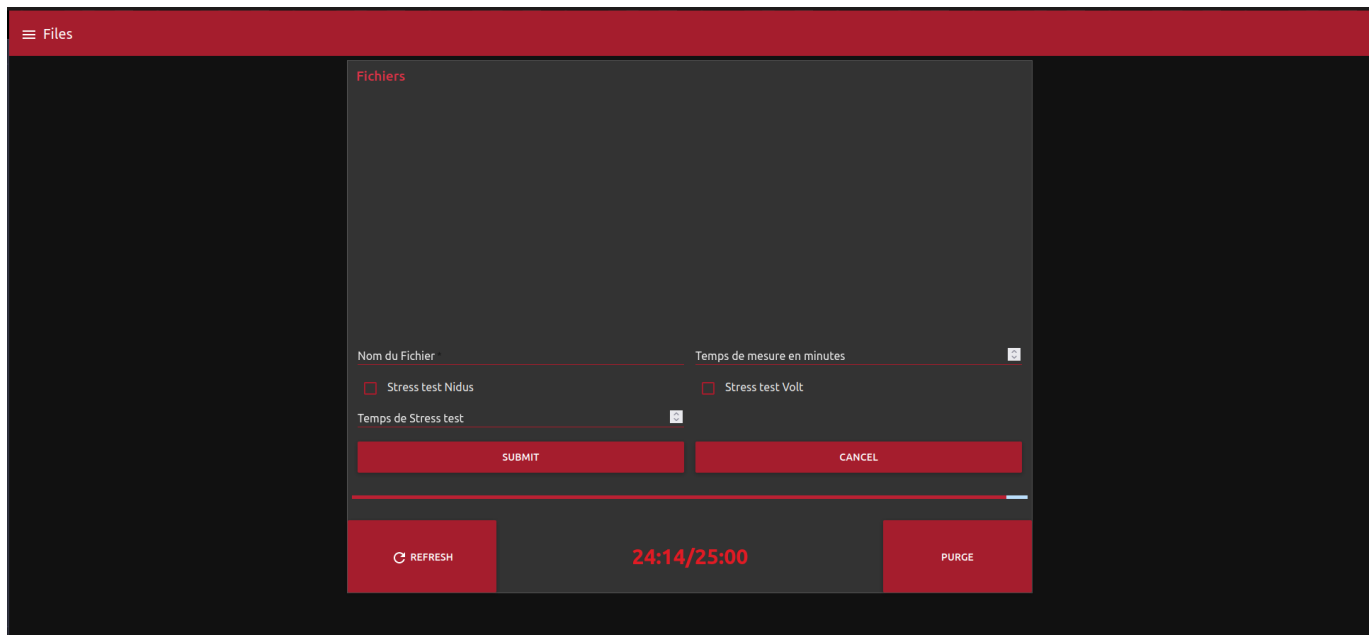 Files
Fichiers
Nom du Fichier *
Temps de mesure en minutes
Stress test Nidus
Stress test Volt
Temps de Stress test
SUBMIT
CANCEL
REFRESH
24:14/25:00
PURGE